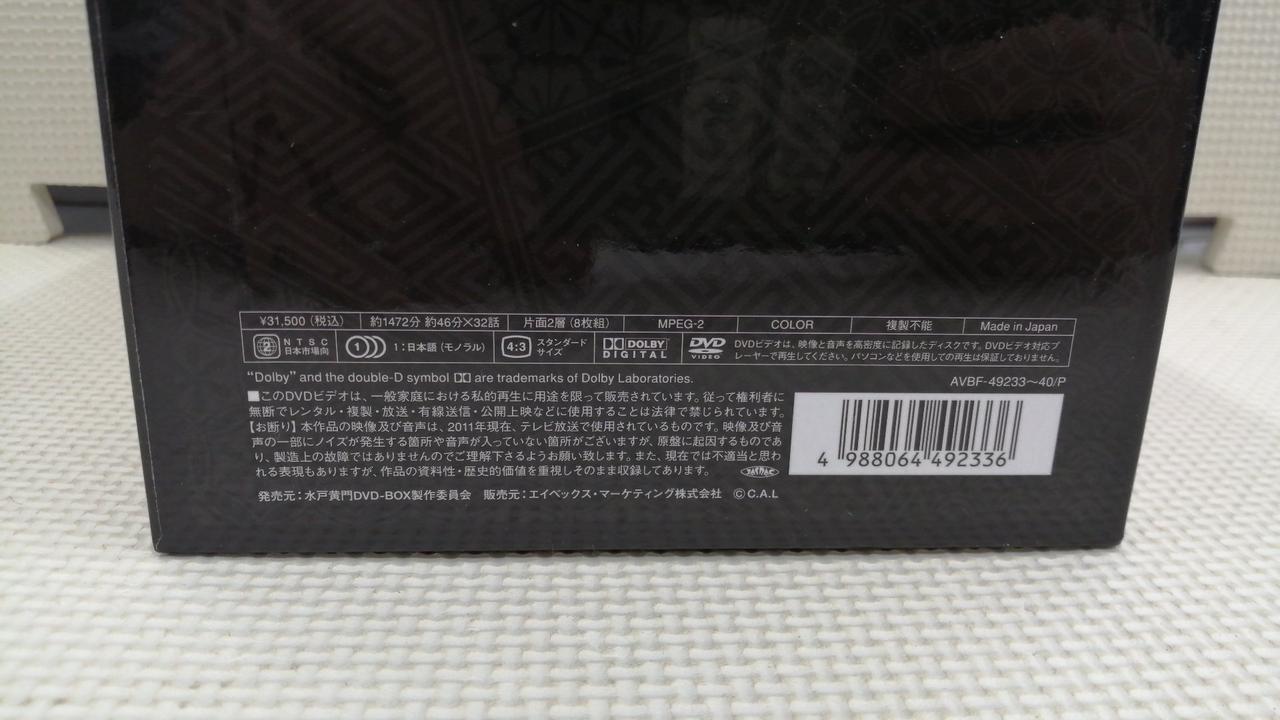 ¥31,500(税込) 約1472分 約46分×32話 片面2層(8枚組) MPEG-2 COLOR 複製不能 Made in Japan
2 NTSC 日本市場向 1 1:日本語(モノラル) 4:3 スタンダードサイズ DOLBY DIGITAL DVD VIDEO DVDビデオは、映像と音声を高密度に記録したディスクです。DVDビデオ対応プ
レーヤーで再生してください。パソコンなどを使用しての再生は保証しておりません。
"Dolby" and the double-D symbol are trademarks of Dolby Laboratories.
AVBF-49233〜40/P
■このDVDビデオは、一般家庭における私的再生に用途を限って販売されています。従って権利者に
無断でレンタル・複製・放送・有線送信・公開上映などに使用することは法律で禁じられています。
【お断り】本作品の映像及び音声は、2011年現在、テレビ放送で使用されているものです。映像及び音
声の一部にノイズが発生する箇所や音声が入っていない箇所がございますが、原盤に起因するものであ
り、製造上の故障ではありませんのでご理解下さるようお願い致します。また、現在では不適当と思わ
れる表現もありますが、作品の資料性・歴史的価値を重視しそのまま収録してあります。
4 988064 492336
発売元:水戸黄門DVD-BOX製作委員会 販売元:エイベックス・マーケティング株式会社 ©C.A.L